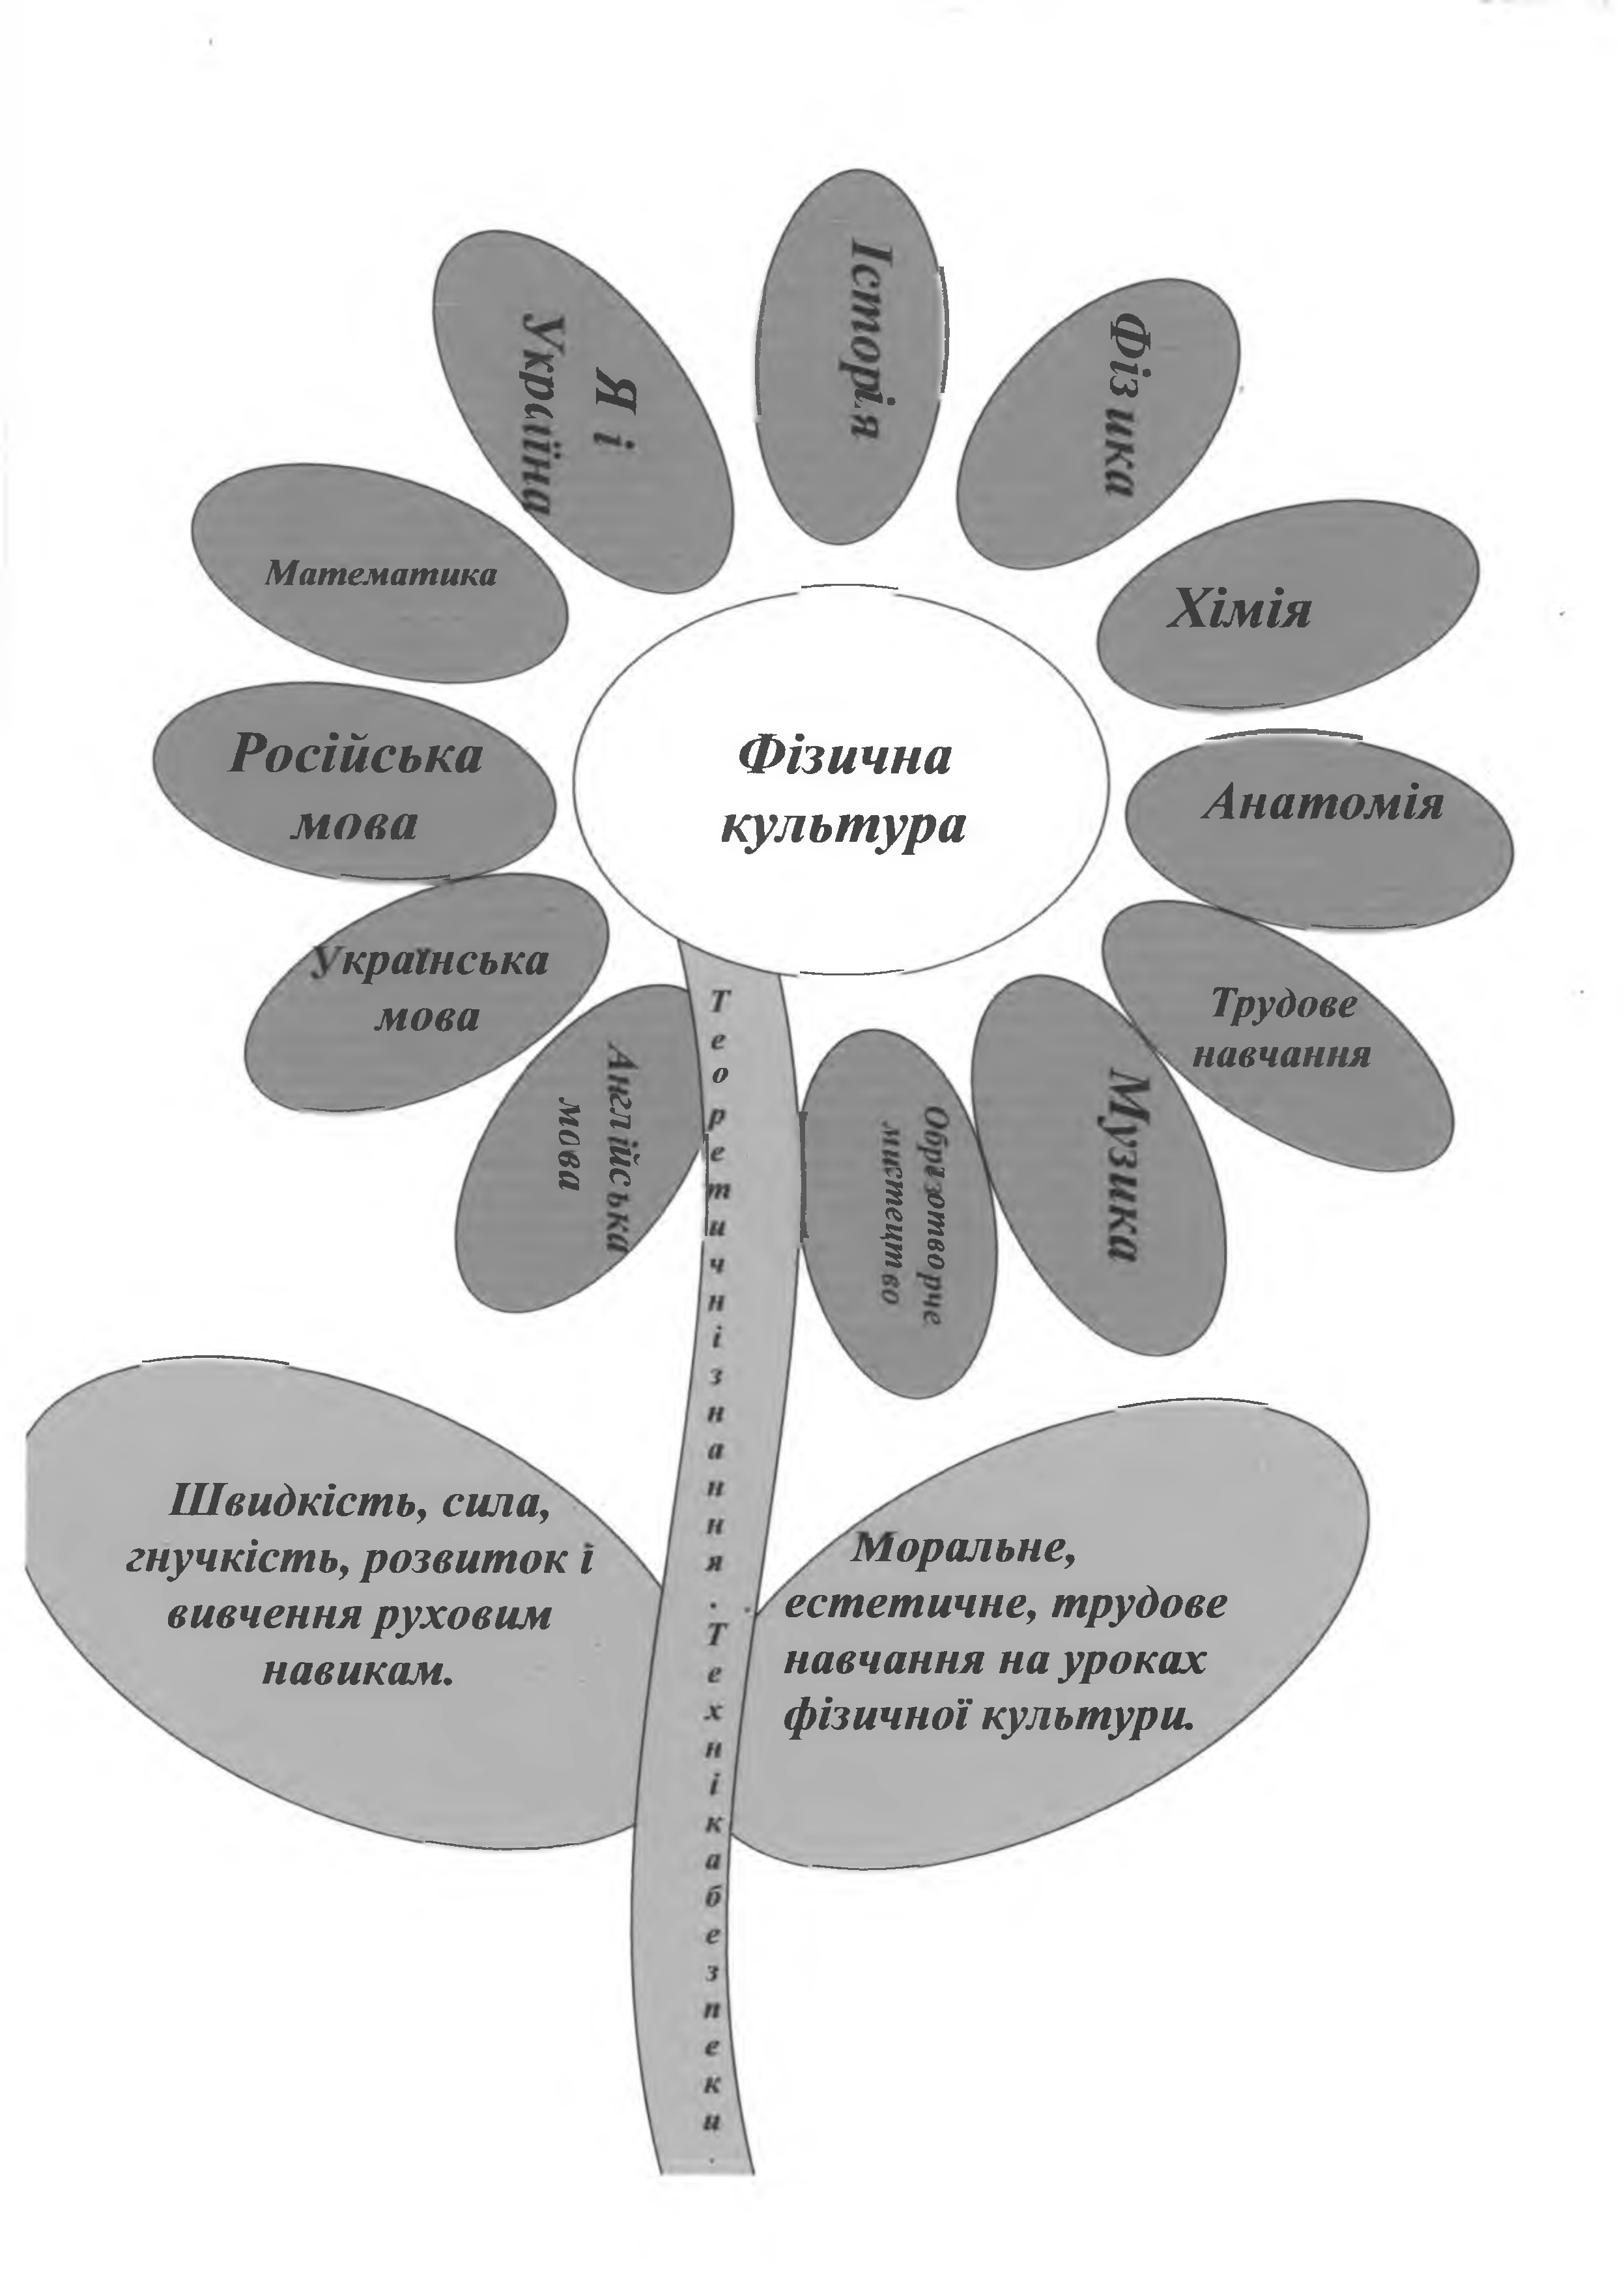 Історія
Я і
Україна
Фізика
Математика
Хімія
Російська
мова
Фізична
культура
Анатомія
Українська
мова
Трудове
навчання
Англійська
мова
Образотворче
мистецтво
Музика
Теоретичні знання. Техніка безпеки.
Швидкість, сила,
гнучкість, розвиток і
вивчення руховим
навикам.
Моральне,
естетичне, трудове
навчання на уроках
фізичної культури.